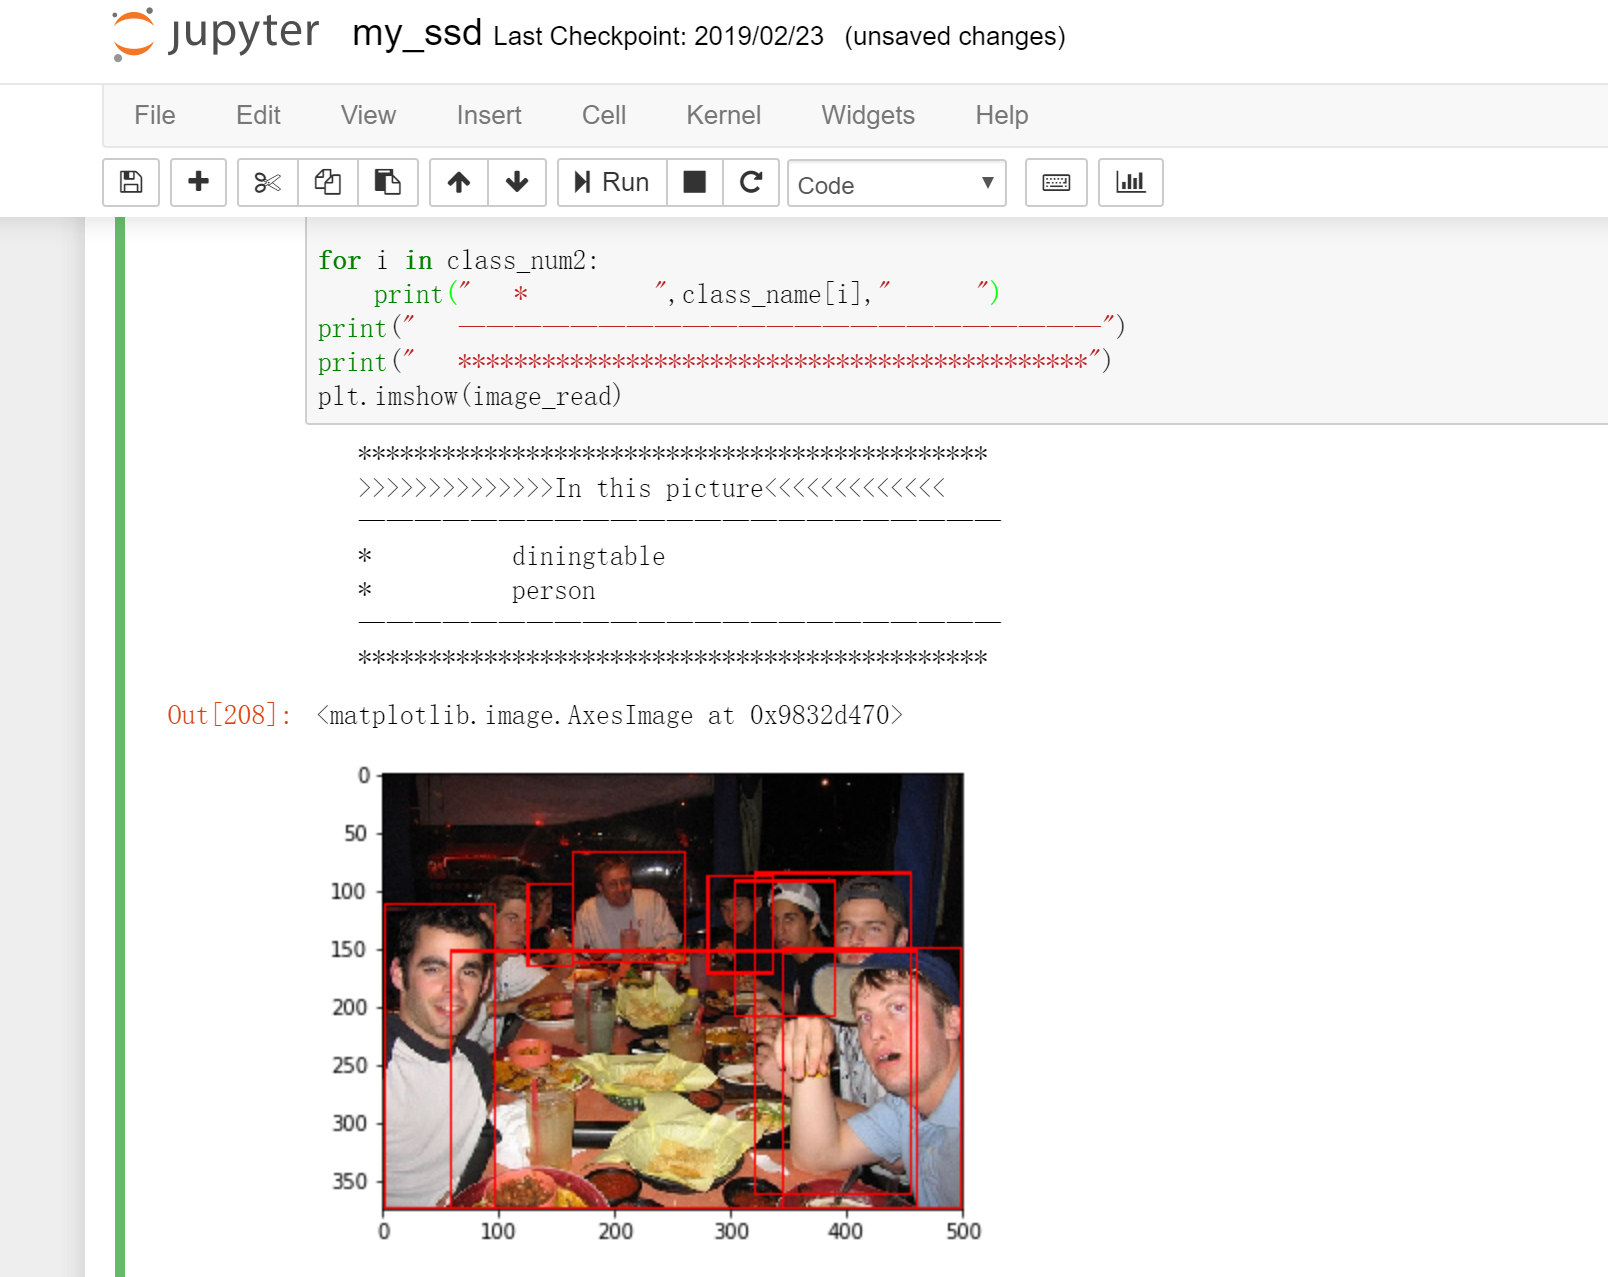 jupyter my_ssd Last Checkpoint: 2019/02/23 (unsaved changes)
File Edit View Insert Cell Kernel Widgets Help
Run Code
for i in class_num2:
    print("   *         ",class_name[i],"      ")
print("   ———————————————————————")
print("   *********************************************")
plt.imshow(image_read)
*********************************************
>>>>>>>>>>>>>>In this picture<<<<<<<<<<<<<
———————————————————————
*          diningtable
*          person
———————————————————————
*********************************************
Out[208]: <matplotlib.image.AxesImage at 0x9832d470>
0
50
100
150
200
250
300
350
0 100 200 300 400 500